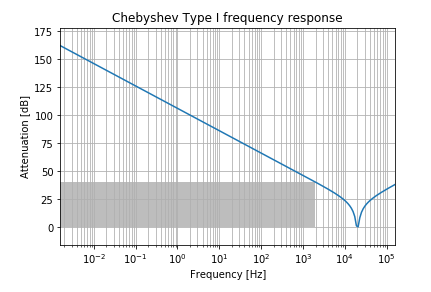 Chebyshev Type I frequency response
Attenuation [dB]
175
150
125
100
75
50
25
0
10⁻² 10⁻¹ 10⁰ 10¹ 10² 10³ 10⁴ 10⁵
Frequency [Hz]